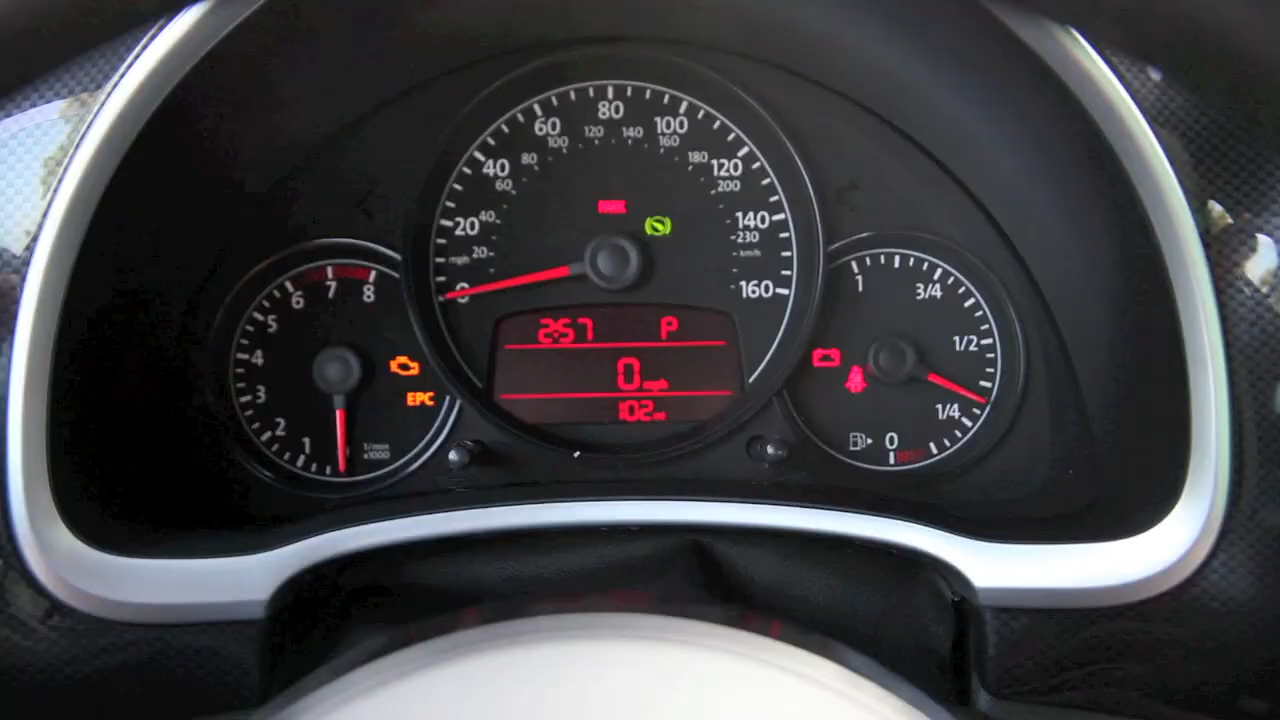 80
60 100
100 120 140 160
40 80 180 120
60 200
20 40 140
mph 20 230
km/h
0 160
2:57 P
0 mph
102
6 7 8
5
4
3
2
1
1/min
x1000
EPC
1 3/4
1/2
1/4
0